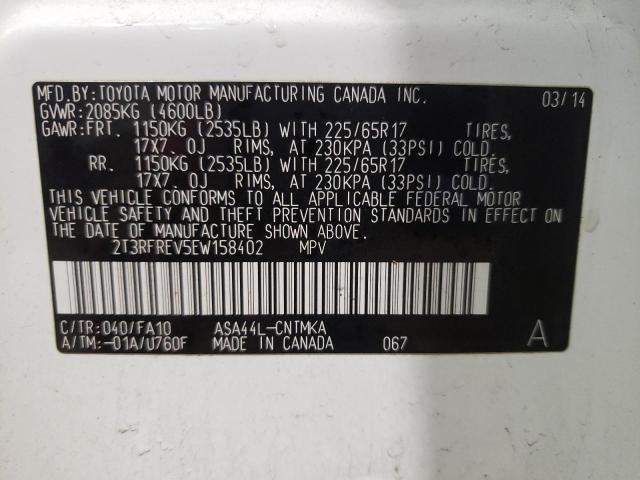 MFD.BY:TOYOTA MOTOR MANUFACTURING CANADA INC. 03/14
GVWR:2085KG (4600LB)
GAWR:FRT. 1150KG (2535LB) WITH 225/65R17 TIRES,
17X7.0J RIMS, AT 230KPA (33PSI) COLD.
RR. 1150KG (2535LB) WITH 225/65R17 TIRES,
17X7.0J RIMS, AT 230KPA (33PSI) COLD.
THIS VEHICLE CONFORMS TO ALL APPLICABLE FEDERAL MOTOR
VEHICLE SAFETY AND THEFT PREVENTION STANDARDS IN EFFECT ON
THE DATE OF MANUFACTURE SHOWN ABOVE.
2T3RFREV5EW158402 MPV
C/TR:040/FA10 ASA44L-CNTMKA A
A/TM:-01A/U760F MADE IN CANADA 067